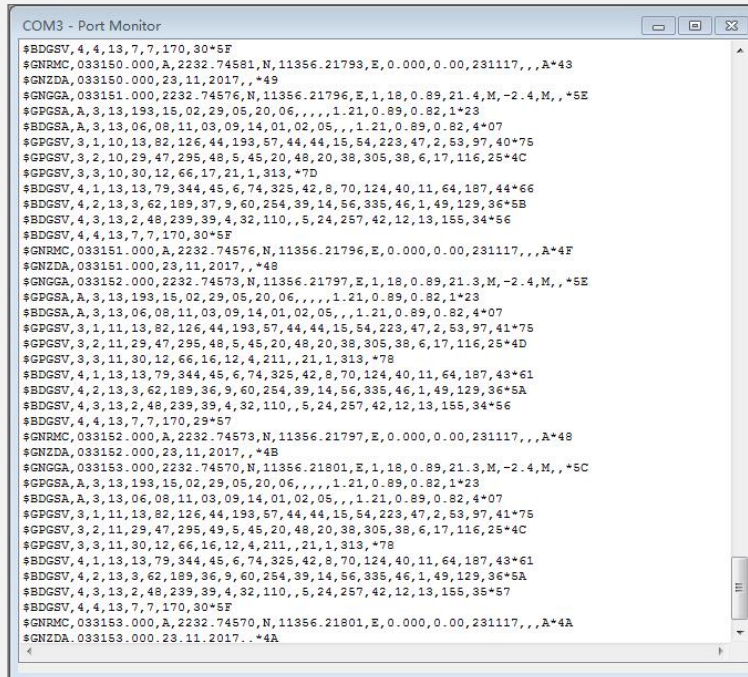 COM3 - Port Monitor
$BDGSV,4,4,13,7,7,170,30*5F
$GNRMC,033150.000,A,2232.74581,N,11356.21793,E,0.000,0.00,231117,,,A*43
$GNZDA,033150.000,23,11,2017,,*49
$GNGGA,033151.000,2232.74576,N,11356.21796,E,1,18,0.89,21.4,M,-2.4,M,,*5E
$GPGSA,A,3,13,193,15,02,29,05,20,06,,,,,1.21,0.89,0.82,1*23
$BDGSA,A,3,13,06,08,11,03,09,14,01,02,05,,,1.21,0.89,0.82,4*07
$GPGSV,3,1,10,13,82,126,44,193,57,44,44,15,54,223,47,2,53,97,40*75
$GPGSV,3,2,10,29,47,295,48,5,45,20,48,20,38,305,38,6,17,116,25*4C
$GPGSV,3,3,10,30,12,66,17,21,1,313,*7D
$BDGSV,4,1,13,13,79,344,45,6,74,325,42,8,70,124,40,11,64,187,44*66
$BDGSV,4,2,13,3,62,189,37,9,60,254,39,14,56,335,46,1,49,129,36*5B
$BDGSV,4,3,13,2,48,239,39,4,32,110,,5,24,257,42,12,13,155,34*56
$BDGSV,4,4,13,7,7,170,30*5F
$GNRMC,033151.000,A,2232.74576,N,11356.21796,E,0.000,0.00,231117,,,A*4F
$GNZDA,033151.000,23,11,2017,,*48
$GNGGA,033152.000,2232.74573,N,11356.21797,E,1,18,0.89,21.3,M,-2.4,M,,*5E
$GPGSA,A,3,13,193,15,02,29,05,20,06,,,,,1.21,0.89,0.82,1*23
$BDGSA,A,3,13,06,08,11,03,09,14,01,02,05,,,1.21,0.89,0.82,4*07
$GPGSV,3,1,11,13,82,126,44,193,57,44,44,15,54,223,47,2,53,97,41*75
$GPGSV,3,2,11,29,47,295,48,5,45,20,48,20,38,305,38,6,17,116,25*4D
$GPGSV,3,3,11,30,12,66,16,12,4,211,,21,1,313,*78
$BDGSV,4,1,13,13,79,344,45,6,74,325,42,8,70,124,40,11,64,187,43*61
$BDGSV,4,2,13,3,62,189,36,9,60,254,39,14,56,335,46,1,49,129,36*5A
$BDGSV,4,3,13,2,48,239,39,4,32,110,,5,24,257,42,12,13,155,34*56
$BDGSV,4,4,13,7,7,170,29*57
$GNRMC,033152.000,A,2232.74573,N,11356.21797,E,0.000,0.00,231117,,,A*48
$GNZDA,033152.000,23,11,2017,,*4B
$GNGGA,033153.000,2232.74570,N,11356.21801,E,1,18,0.89,21.3,M,-2.4,M,,*5C
$GPGSA,A,3,13,193,15,02,29,05,20,06,,,,,1.21,0.89,0.82,1*23
$BDGSA,A,3,13,06,08,11,03,09,14,01,02,05,,,1.21,0.89,0.82,4*07
$GPGSV,3,1,11,13,82,126,44,193,57,44,44,15,54,223,47,2,53,97,41*75
$GPGSV,3,2,11,29,47,295,49,5,45,20,48,20,38,305,38,6,17,116,25*4C
$GPGSV,3,3,11,30,12,66,16,12,4,211,,21,1,313,*78
$BDGSV,4,1,13,13,79,344,45,6,74,325,42,8,70,124,40,11,64,187,43*61
$BDGSV,4,2,13,3,62,189,36,9,60,254,39,14,56,335,46,1,49,129,36*5A
$BDGSV,4,3,13,2,48,239,39,4,32,110,,5,24,257,42,12,13,155,35*57
$BDGSV,4,4,13,7,7,170,30*5F
$GNRMC,033153.000,A,2232.74570,N,11356.21801,E,0.000,0.00,231117,,,A*4A
$GNZDA,033153.000,23,11,2017,,*4A